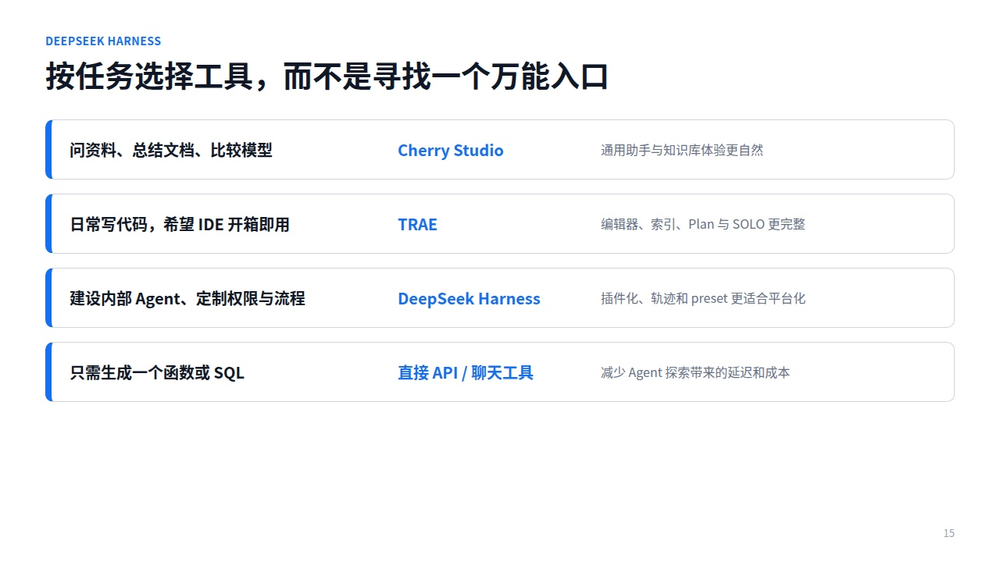 DEEPSEEK HARNESS
按任务选择工具，而不是寻找一个万能入口
问资料、总结文档、比较模型
Cherry Studio
通用助手与知识库体验更自然
日常写代码，希望 IDE 开箱即用
TRAE
编辑器、索引、Plan 与 SOLO 更完整
建设内部 Agent、定制权限与流程
DeepSeek Harness
插件化、轨迹和 preset 更适合平台化
只需生成一个函数或 SQL
直接 API / 聊天工具
减少 Agent 探索带来的延迟和成本
15